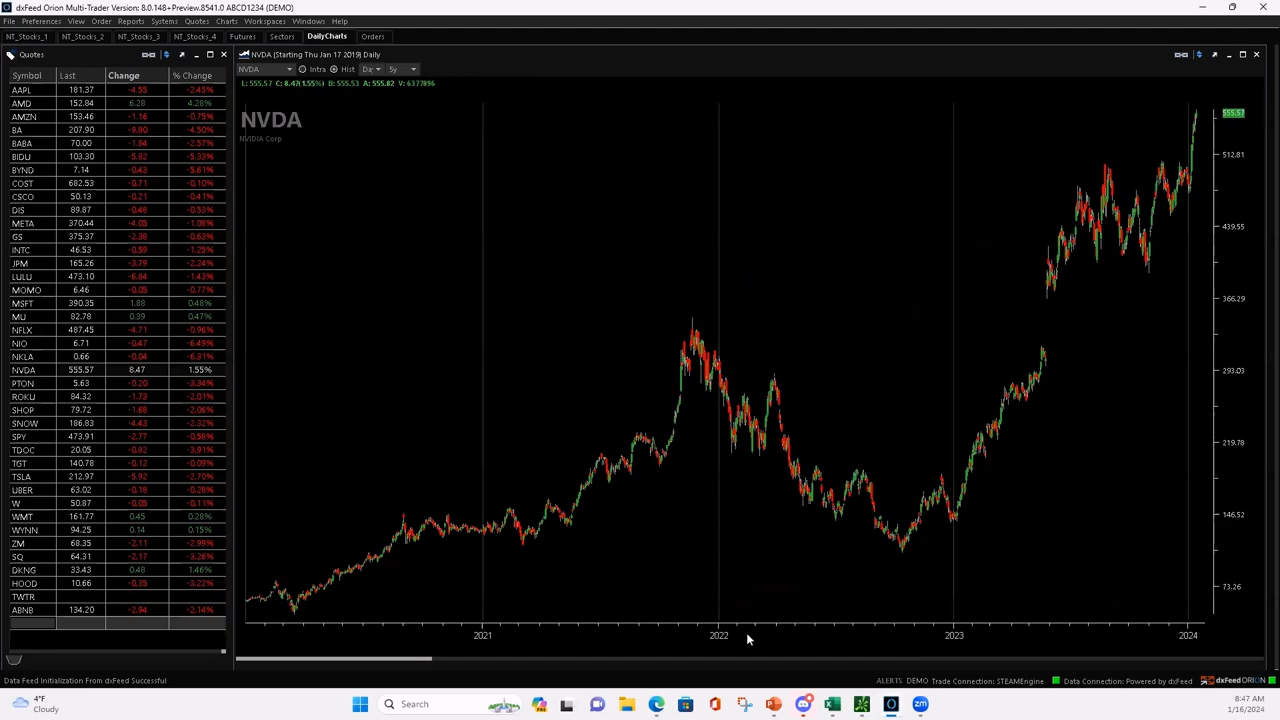 dxFeed Orion Multi-Trader Version: 8.0.148+Preview.8541.0 ABCD1234 (DEMO)
File Preferences View Order Reports Systems Quotes Charts Workspaces Windows Help
NT_Stocks_1 NT_Stocks_2 NT_Stocks_3 NT_Stocks_4 Futures Sectors DailyCharts Orders
Quotes
Symbol Last Change % Change
AAPL 181.37 -4.55 -2.45%
AMD 152.84 6.28 4.28%
AMZN 153.46 -1.16 -0.75%
BA 207.90 -9.80 -4.50%
BABA 70.00 -1.84 -2.57%
BIDU 103.30 -5.82 -5.33%
BYND 7.14 -0.43 -5.61%
COST 682.53 -0.71 -0.10%
CSCO 50.13 -0.21 -0.41%
DIS 89.87 -0.48 -0.53%
META 370.44 -4.05 -1.08%
GS 375.37 -2.38 -0.63%
INTC 46.53 -0.59 -1.25%
JPM 165.26 -3.79 -2.24%
LULU 473.10 -6.84 -1.43%
MOMO 6.46 -0.05 -0.77%
MSFT 390.35 1.88 0.48%
MU 82.78 0.39 0.47%
NFLX 487.45 -4.71 -0.96%
NIO 6.71 -0.47 -6.49%
NKLA 0.66 -0.04 -6.31%
NVDA 555.57 8.47 1.55%
PTON 5.63 -0.20 -3.34%
ROKU 84.32 -1.73 -2.01%
SHOP 79.72 -1.68 -2.06%
SNOW 186.83 -4.43 -2.32%
SPY 473.91 -2.77 -0.58%
TDOC 20.05 -0.82 -3.91%
TGT 140.78 -0.12 -0.09%
TSLA 212.97 -5.92 -2.70%
UBER 63.02 -0.18 -0.28%
W 50.87 -0.05 -0.11%
WMT 161.77 0.45 0.28%
WYNN 94.25 0.14 0.15%
ZM 68.35 -2.11 -2.99%
SQ 64.31 -2.17 -3.26%
DKNG 33.43 0.48 1.46%
HOOD 10.66 -0.35 -3.22%
TWTR
ABNB 134.20 -2.94 -2.14%
NVDA (Starting Thu Jan 17 2019) Daily
NVDA Intra Hist Day 5y
L: 555.57 C: 8.47(1.55%) B: 555.53 A: 555.82 V: 637789k
NVDA
NVIDIA Corp
555.57
512.81
439.55
366.29
293.03
219.78
146.52
73.26
2021 2022 2023 2024
Data Feed Initialization From dxFeed Successful
ALERTS DEMO Trade Connection: STEAMEngine Data Connection: Powered by dxFeed dxFeed ORION
4°F
Cloudy
Search
8:47 AM
1/16/2024